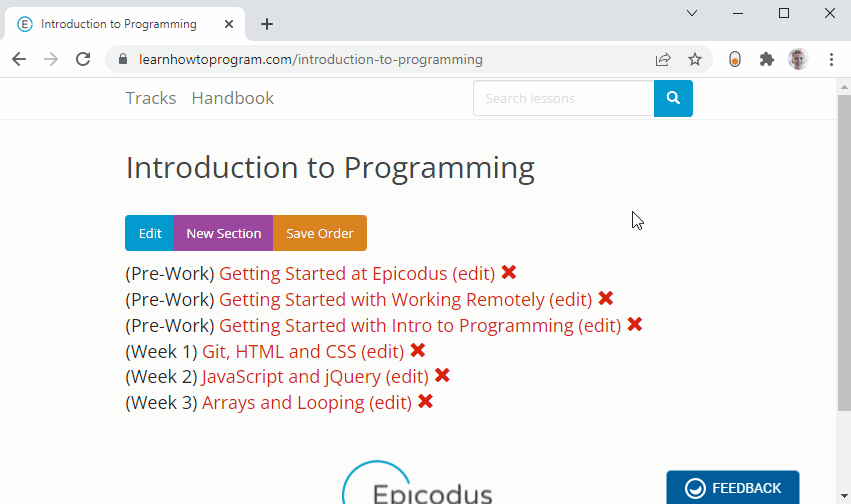 Introduction to Programming
learnhowtoprogram.com/introduction-to-programming
Tracks Handbook Search lessons
Introduction to Programming
Edit New Section Save Order
(Pre-Work) Getting Started at Epicodus (edit) ✖
(Pre-Work) Getting Started with Working Remotely (edit) ✖
(Pre-Work) Getting Started with Intro to Programming (edit) ✖
(Week 1) Git, HTML and CSS (edit) ✖
(Week 2) JavaScript and jQuery (edit) ✖
(Week 3) Arrays and Looping (edit) ✖
Epicodus
FEEDBACK